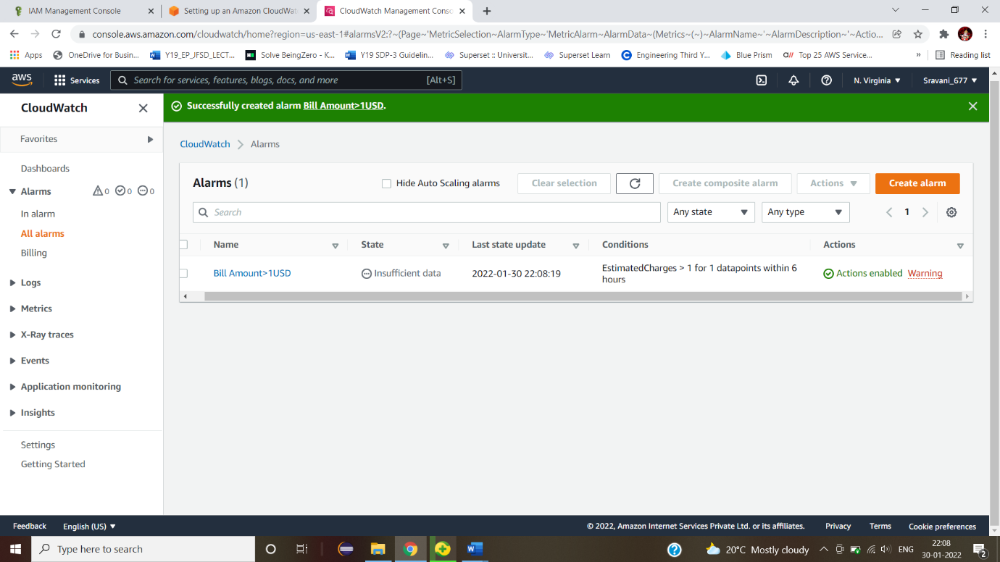 IAM Management Console
Setting up an Amazon CloudWat
CloudWatch Management Conso
console.aws.amazon.com/cloudwatch/home?region=us-east-1#alarmsV2:?~(Page~'MetricSelection~AlarmType~'MetricAlarm~AlarmData~(Metrics~(~)~AlarmName~'~AlarmDescription~'~Actio...
Apps
OneDrive for Busin...
Y19_EP_JFSD_LECT...
Solve BeingZero - K...
Y19 SDP-3 Guidelin...
Superset :: Universit...
Superset Learn
Engineering Third Y...
Blue Prism
Top 25 AWS Service...
»
Reading list
aws
Services
Search for services, features, blogs, docs, and more
[Alt+S]
N. Virginia
Sravani_677
CloudWatch
Successfully created alarm Bill Amount>1USD.
Favorites
CloudWatch
Alarms
Dashboards
Alarms
0
0
0
In alarm
All alarms
Billing
Logs
Metrics
X-Ray traces
Events
Application monitoring
Insights
Settings
Getting Started
Alarms (1)
Hide Auto Scaling alarms
Clear selection
Create composite alarm
Actions
Create alarm
Search
Any state
Any type
1
Name
State
Last state update
Conditions
Actions
Bill Amount>1USD
Insufficient data
2022-01-30 22:08:19
EstimatedCharges > 1 for 1 datapoints within 6
hours
Actions enabled
Warning
Feedback
English (US)
© 2022, Amazon Internet Services Private Ltd. or its affiliates.
Privacy
Terms
Cookie preferences
Type here to search
20°C Mostly cloudy
ENG
22:08
30-01-2022
2